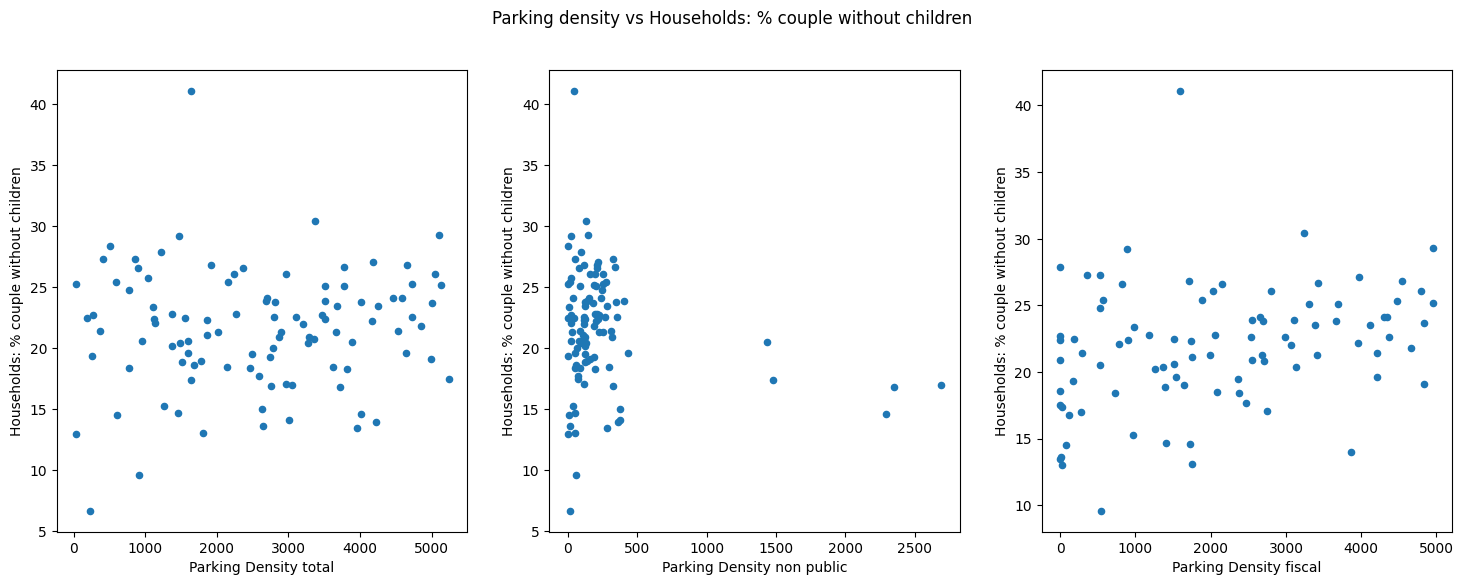 Parking density vs Households: % couple without children
Households: % couple without children
40
35
30
25
20
15
10
5
0 1000 2000 3000 4000 5000
Parking Density total
Households: % couple without children
40
35
30
25
20
15
10
5
0 500 1000 1500 2000 2500
Parking Density non public
Households: % couple without children
40
35
30
25
20
15
10
0 1000 2000 3000 4000 5000
Parking Density fiscal